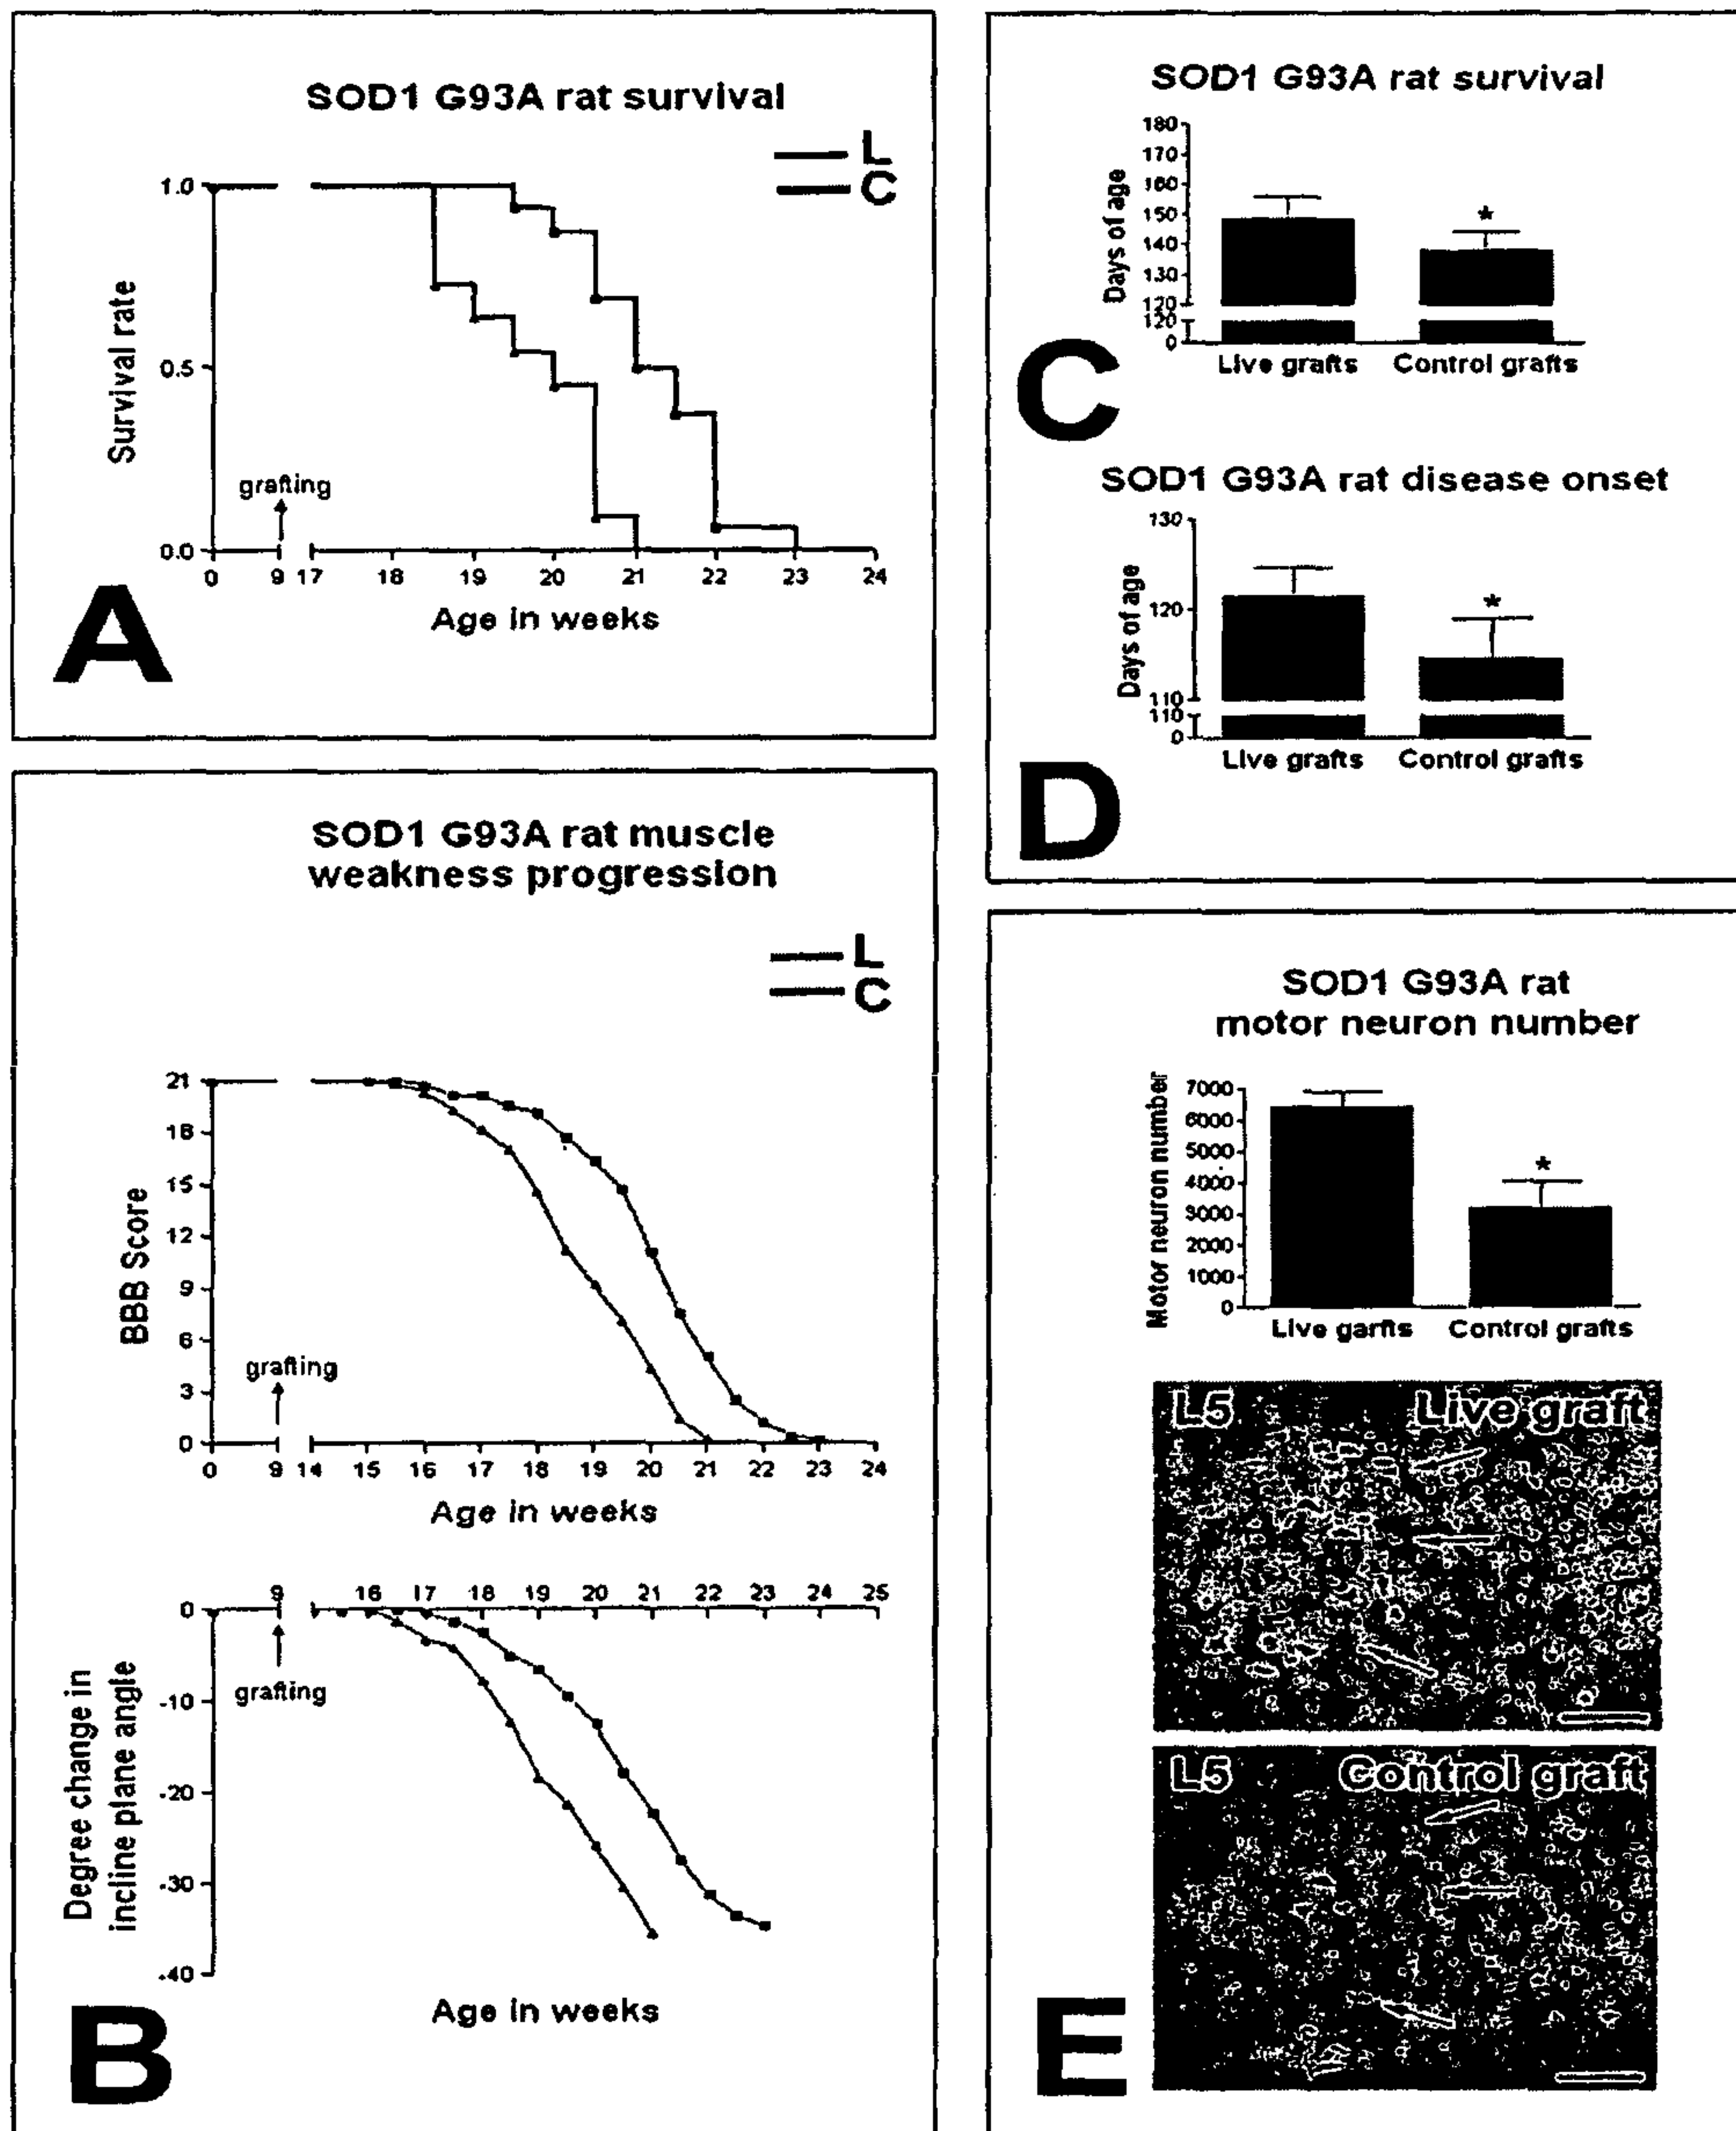 SOD1 G93A rat survival
L
C
1.0
0.5
0.0
Survival rate
grafting
0 9 17 18 19 20 21 22 23 24
Age in weeks
A
SOD1 G93A rat muscle
weakness progression
L
C
21
18
15
12
9
6
3
0
BBB Score
grafting
0 9 14 15 16 17 18 19 20 21 22 23 24
Age in weeks
9 16 17 18 19 20 21 22 23 24 25
0
-10
-20
-30
-40
Degree change in
incline plane angle
grafting
Age in weeks
B
SOD1 G93A rat survival
180
170
160
150
140
130
120
120
0
Days of age
*
Live grafts Control grafts
C
SOD1 G93A rat disease onset
130
120
110
110
0
Days of age
*
Live grafts Control grafts
D
SOD1 G93A rat
motor neuron number
7000
6000
5000
4000
3000
2000
1000
0
Motor neuron number
*
Live garfts Control grafts
L5 Live graft
L5 Control graft
E